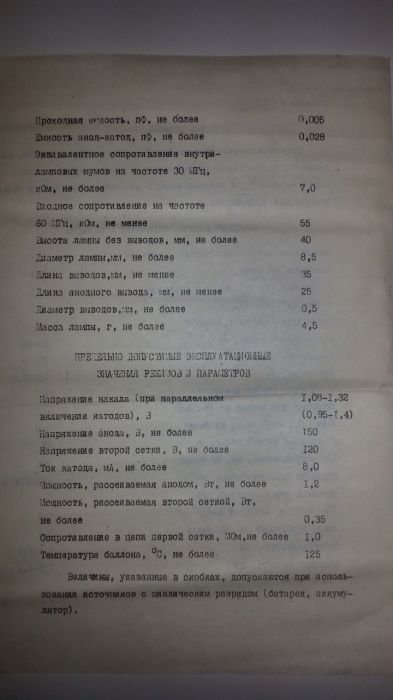 Проходная емкость, пФ, не более 0,005
Емкость анод-катод, пФ, не более 0,028
Эквивалентное сопротивление внутри-
ламповых шумов на частоте 30 МГц,
кОм, не более 7,0
Входное сопротивление на частоте
60 МГц, кОм, не менее 55
Высота лампы без выводов, мм, не более 40
Диаметр лампы,мм, не более 8,5
Длина выводов,мм, не менее 35
Длина анодного вывода, мм, не менее 25
Диаметр выводов,мм, не более 0,5
Масса лампы, г, не более 4,5
ПРЕДЕЛЬНО ДОПУСТИМЫЕ ЭКСПЛУАТАЦИОННЫЕ
ЗНАЧЕНИЯ РЕЖИМОВ И ПАРАМЕТРОВ
Напряжение накала (при параллельном I,08-I,32
включении катодов), В (0,95-I,4)
Напряжение анода, В, не более I50
Напряжение второй сетки, В, не более I20
Ток катода, мА, не более 8,0
Мощность, рассеиваемая анодом, Вт, не более I,2
Мощность, рассеиваемая второй сеткой, Вт,
не более 0,35
Сопротивление в цепи первой сетки, МОм,не более I,0
Температура баллона, °С, не более I25
Величины, указанные в скобках, допускаются при исполь-
зовании источников с циклическим разрядом (батарея, аккуму-
лятор).